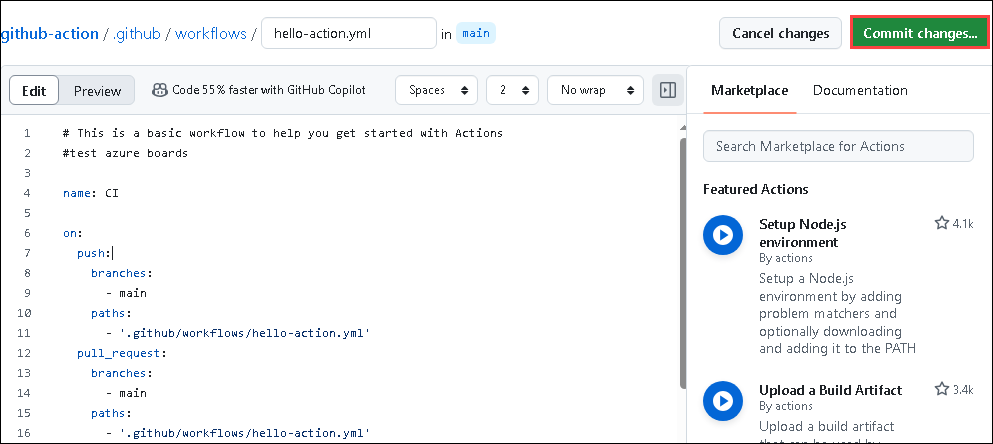 github-action / .github / workflows / hello-action.yml in main Cancel changes Commit changes...
Edit Preview Code 55% faster with GitHub Copilot Spaces 2 No wrap
Marketplace Documentation
1 # This is a basic workflow to help you get started with Actions
2 #test azure boards
3
4 name: CI
5
6 on:
7 push:
8 branches:
9 - main
10 paths:
11 - '.github/workflows/hello-action.yml'
12 pull_request:
13 branches:
14 - main
15 paths:
16 - '.github/workflows/hello-action.yml'
Search Marketplace for Actions
Featured Actions
Setup Node.js 4.1k
environment
By actions
Setup a Node.js
environment by adding
problem matchers and
optionally downloading
and adding it to the PATH
Upload a Build Artifact 3.4k
By actions
Upload a build artifact
that can be used by